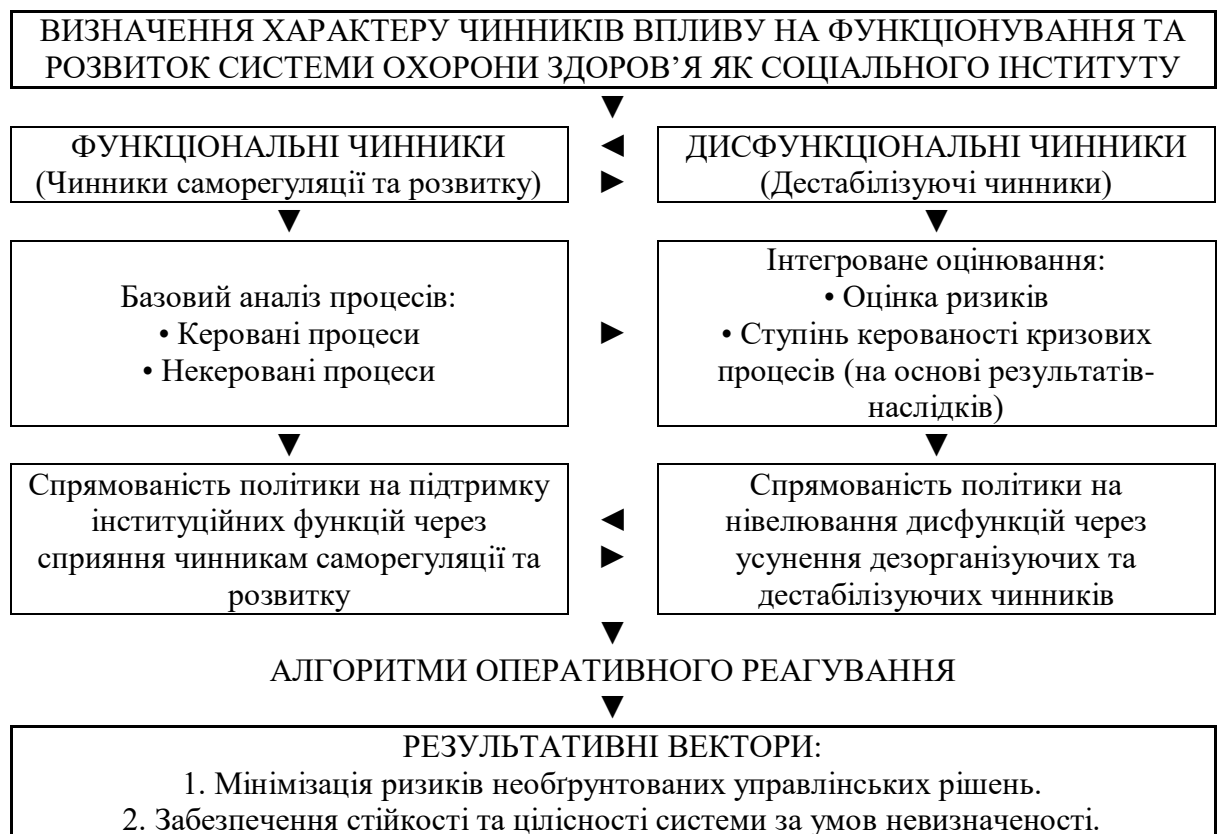 ВИЗНАЧЕННЯ ХАРАКТЕРУ ЧИННИКІВ ВПЛИВУ НА ФУНКЦІОНУВАННЯ ТА
РОЗВИТОК СИСТЕМИ ОХОРОНИ ЗДОРОВ’Я ЯК СОЦІАЛЬНОГО ІНСТИТУТУ
ФУНКЦІОНАЛЬНІ ЧИННИКИ
(Чинники саморегуляції та розвитку)
ДИСФУНКЦІОНАЛЬНІ ЧИННИКИ
(Дестабілізуючі чинники)
Базовий аналіз процесів:
• Керовані процеси
• Некеровані процеси
Інтегроване оцінювання:
• Оцінка ризиків
• Ступінь керованості кризових
процесів (на основі результатів-
наслідків)
Спрямованість політики на підтримку
інституційних функцій через
сприяння чинникам саморегуляції та
розвитку
Спрямованість політики на
нівелювання дисфункцій через
усунення дезорганізуючих та
дестабілізуючих чинників
АЛГОРИТМИ ОПЕРАТИВНОГО РЕАГУВАННЯ
РЕЗУЛЬТАТИВНІ ВЕКТОРИ:
1. Мінімізація ризиків необґрунтованих управлінських рішень.
2. Забезпечення стійкості та цілісності системи за умов невизначеності.